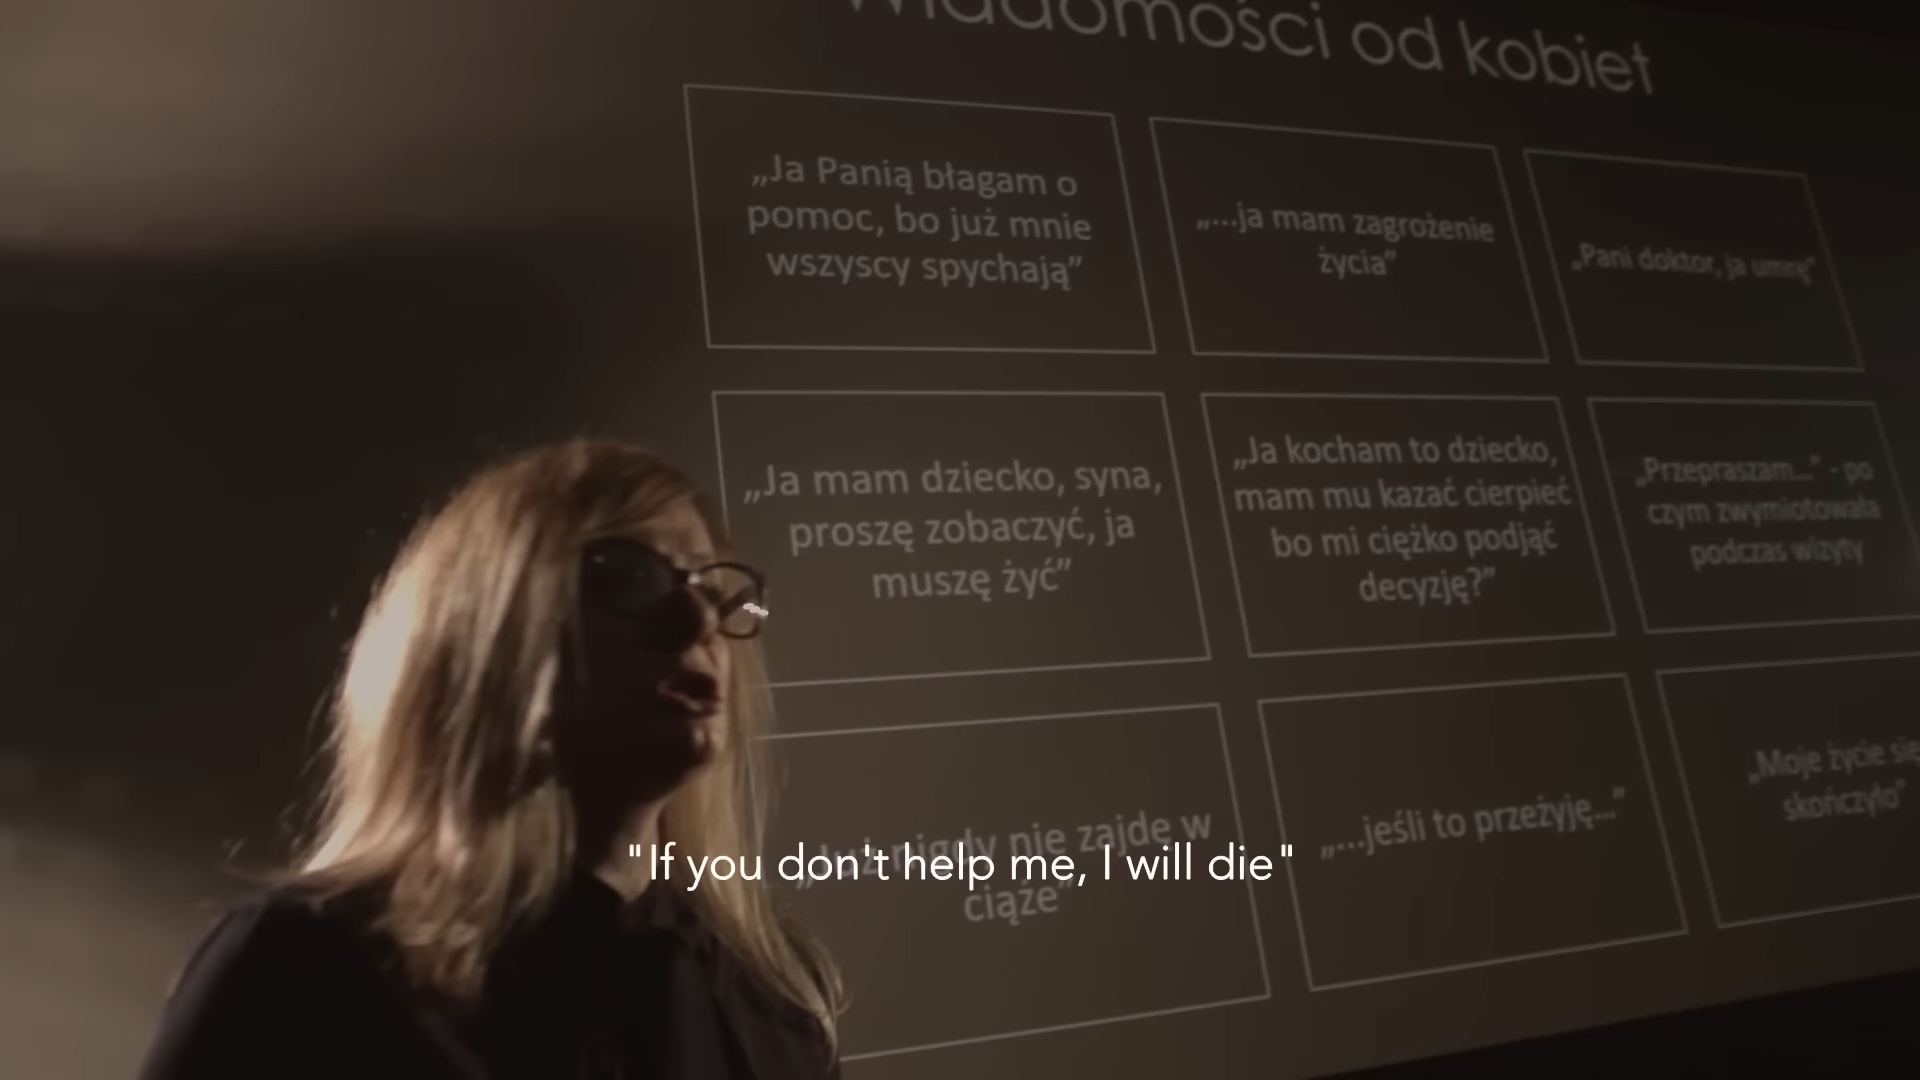 Wiadomości od kobiet
„Ja Panią błagam o
pomoc, bo już mnie
wszyscy spychają”
„...ja mam zagrożenie
życia”
„Pani doktor, ja umrę”
„Ja mam dziecko, syna,
proszę zobaczyć, ja
muszę żyć”
„Ja kocham to dziecko,
mam mu kazać cierpieć
bo mi ciężko podjąć
decyzję?”
„Przepraszam...” - po
czym zwymiotowała
podczas wizyty
„Już nigdy nie zajdę w
ciąże”
„...jeśli to przeżyję...”
„Moje życie się
skończyło”
"If you don't help me, I will die"